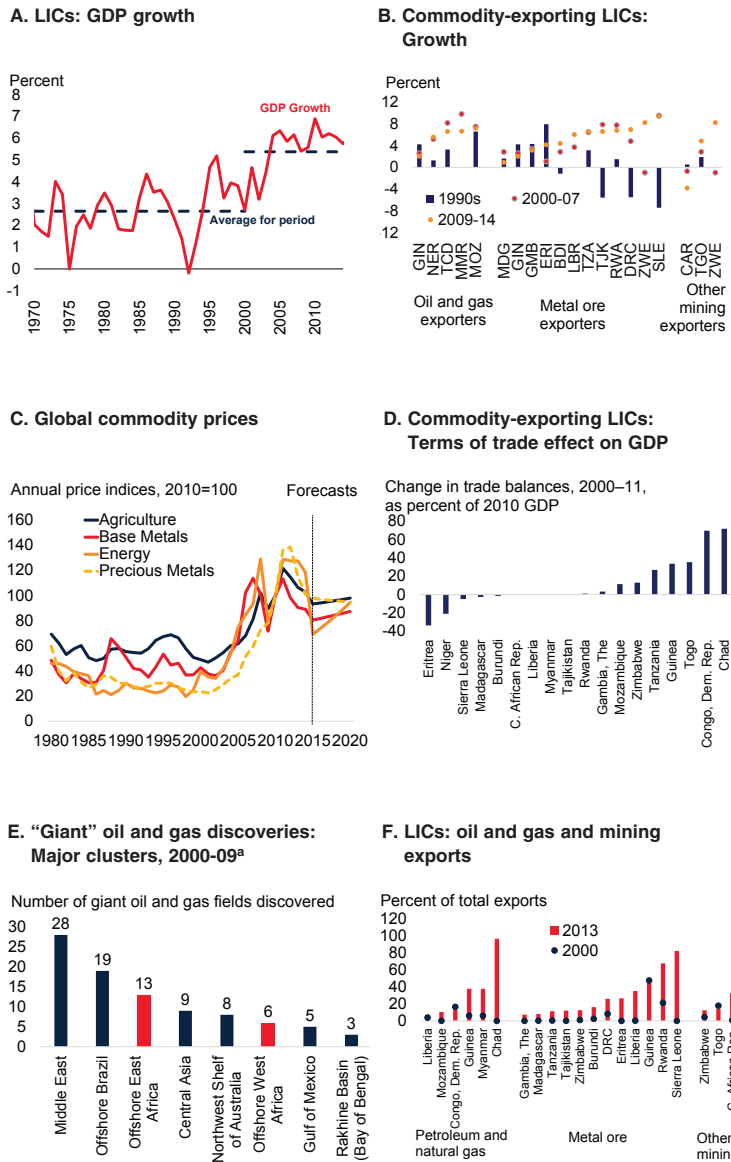 A. LICs: GDP growth
Percent
8
7
6
5
4
3
2
1
0
-1
GDP Growth
Average for period
1970
1975
1980
1985
1990
1995
2000
2005
2010
B. Commodity-exporting LICs:
Growth
Percent
12
8
4
0
-4
-8
-12
1990s
2000-07
2009-14
GIN
NER
TCD
MMR
MOZ
MDG
GIN
GMB
ERI
BDI
LBR
TZA
TJK
RWA
DRC
ZWE
SLE
CAR
TGO
ZWE
Oil and gas
exporters
Metal ore
exporters
Other
mining
exporters
C. Global commodity prices
Annual price indices, 2010=100
Forecasts
160
140
120
100
80
60
40
20
0
Agriculture
Base Metals
Energy
Precious Metals
1980 1985 1990 1995 2000 2005 2010 2015 2020
D. Commodity-exporting LICs:
Terms of trade effect on GDP
Change in trade balances, 2000–11,
as percent of 2010 GDP
80
60
40
20
0
-20
-40
Eritrea
Niger
Sierra Leone
Madagascar
Burundi
C. African Rep.
Liberia
Myanmar
Tajikistan
Rwanda
Gambia, The
Mozambique
Zimbabwe
Tanzania
Guinea
Togo
Congo, Dem. Rep.
Chad
E. “Giant” oil and gas discoveries:
Major clusters, 2000-09ª
Number of giant oil and gas fields discovered
30
25
20
15
10
5
0
28
19
13
9
8
6
5
3
Middle East
Offshore Brazil
Offshore East
Africa
Central Asia
Northwest Shelf
of Australia
Offshore West
Africa
Gulf of Mexico
Rakhine Basin
(Bay of Bengal)
F. LICs: oil and gas and mining
exports
Percent of total exports
120
100
80
60
40
20
0
2013
2000
Liberia
Mozambique
Congo, Dem. Rep.
Guinea
Myanmar
Chad
Gambia, The
Madagascar
Tanzania
Tajikistan
Zimbabwe
Burundi
DRC
Eritrea
Liberia
Guinea
Rwanda
Sierra Leone
Zimbabwe
Togo
Petroleum and
natural gas
Metal ore
Other